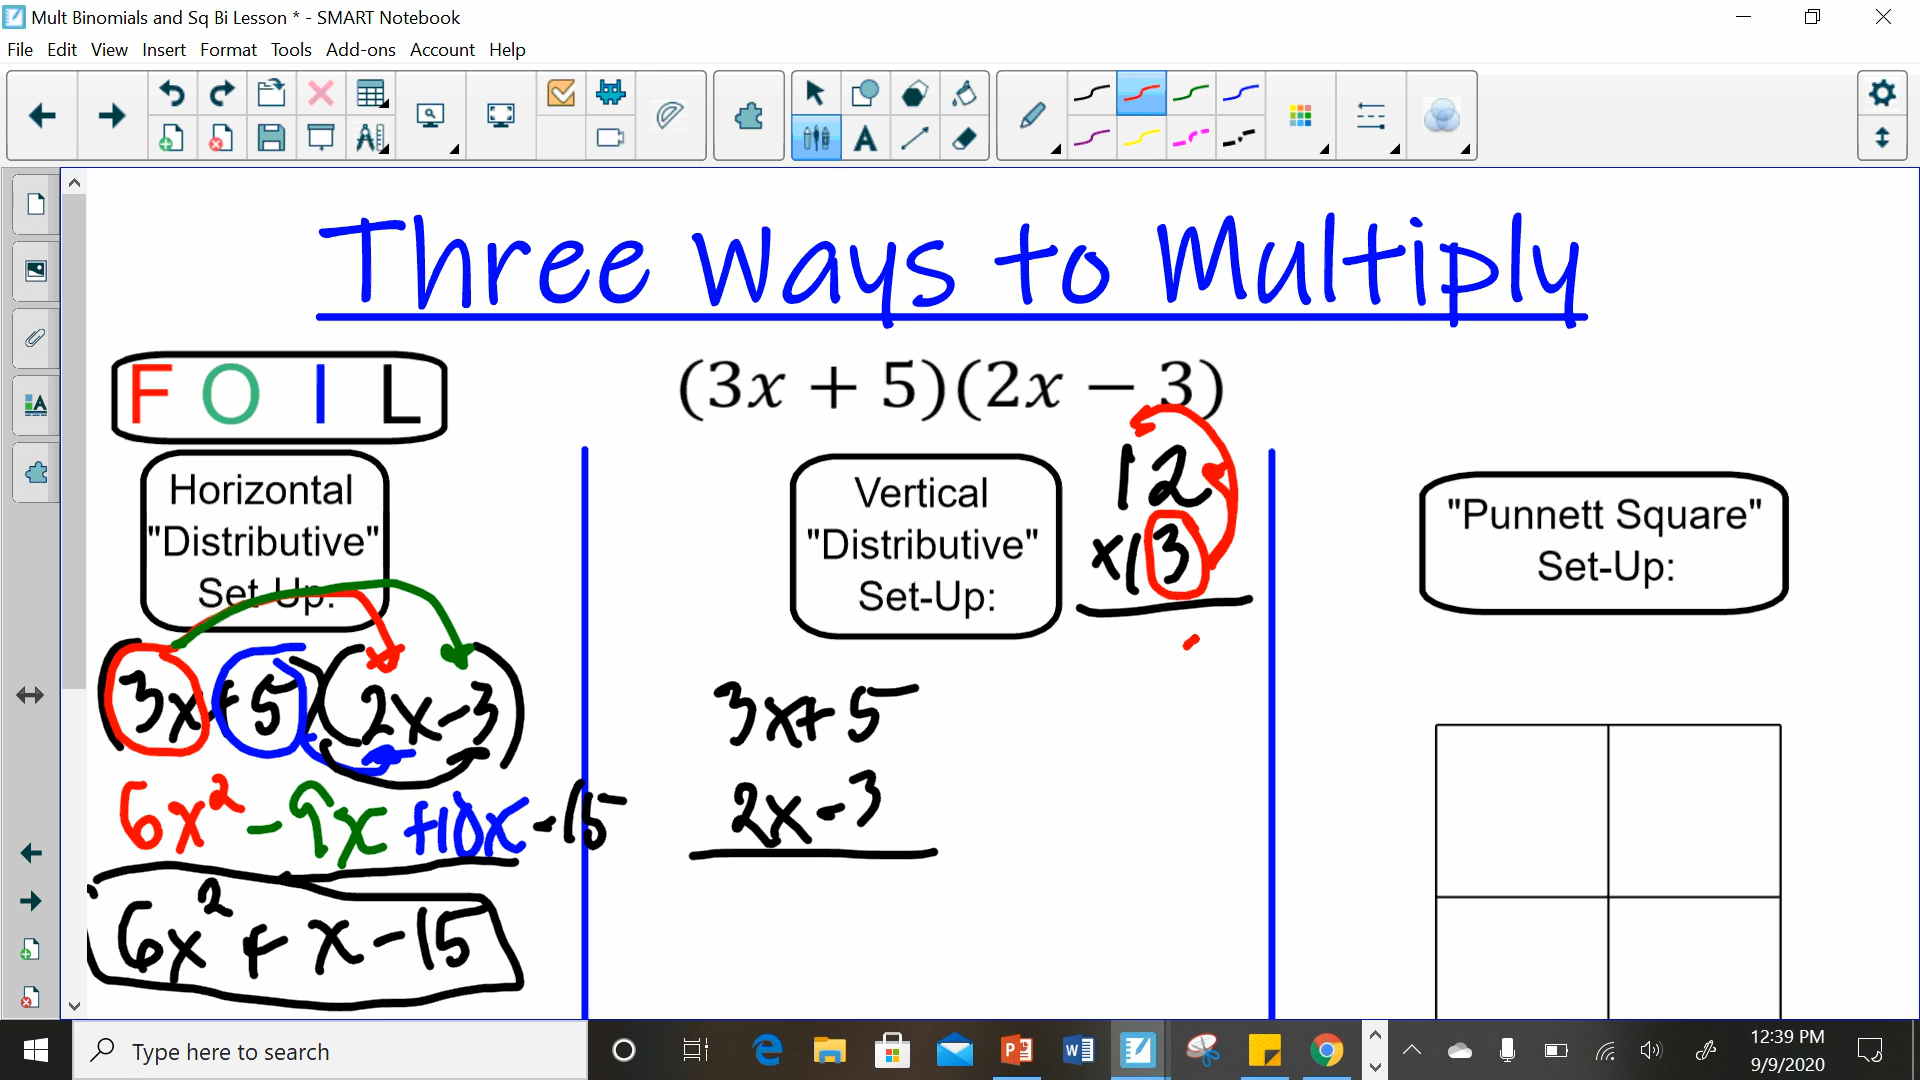 Mult Binomials and Sq Bi Lesson * - SMART Notebook
File Edit View Insert Format Tools Add-ons Account Help
Three Ways to Multiply
F O I L
(3x + 5)(2x − 3)
Horizontal
"Distributive"
Set-Up:
(3x+5)(2x-3)
6x² -9x +10x -15
6x² + x - 15
Vertical
"Distributive"
Set-Up:
12
x13
3x+5
2x-3
"Punnett Square"
Set-Up:
Type here to search
12:39 PM
9/9/2020